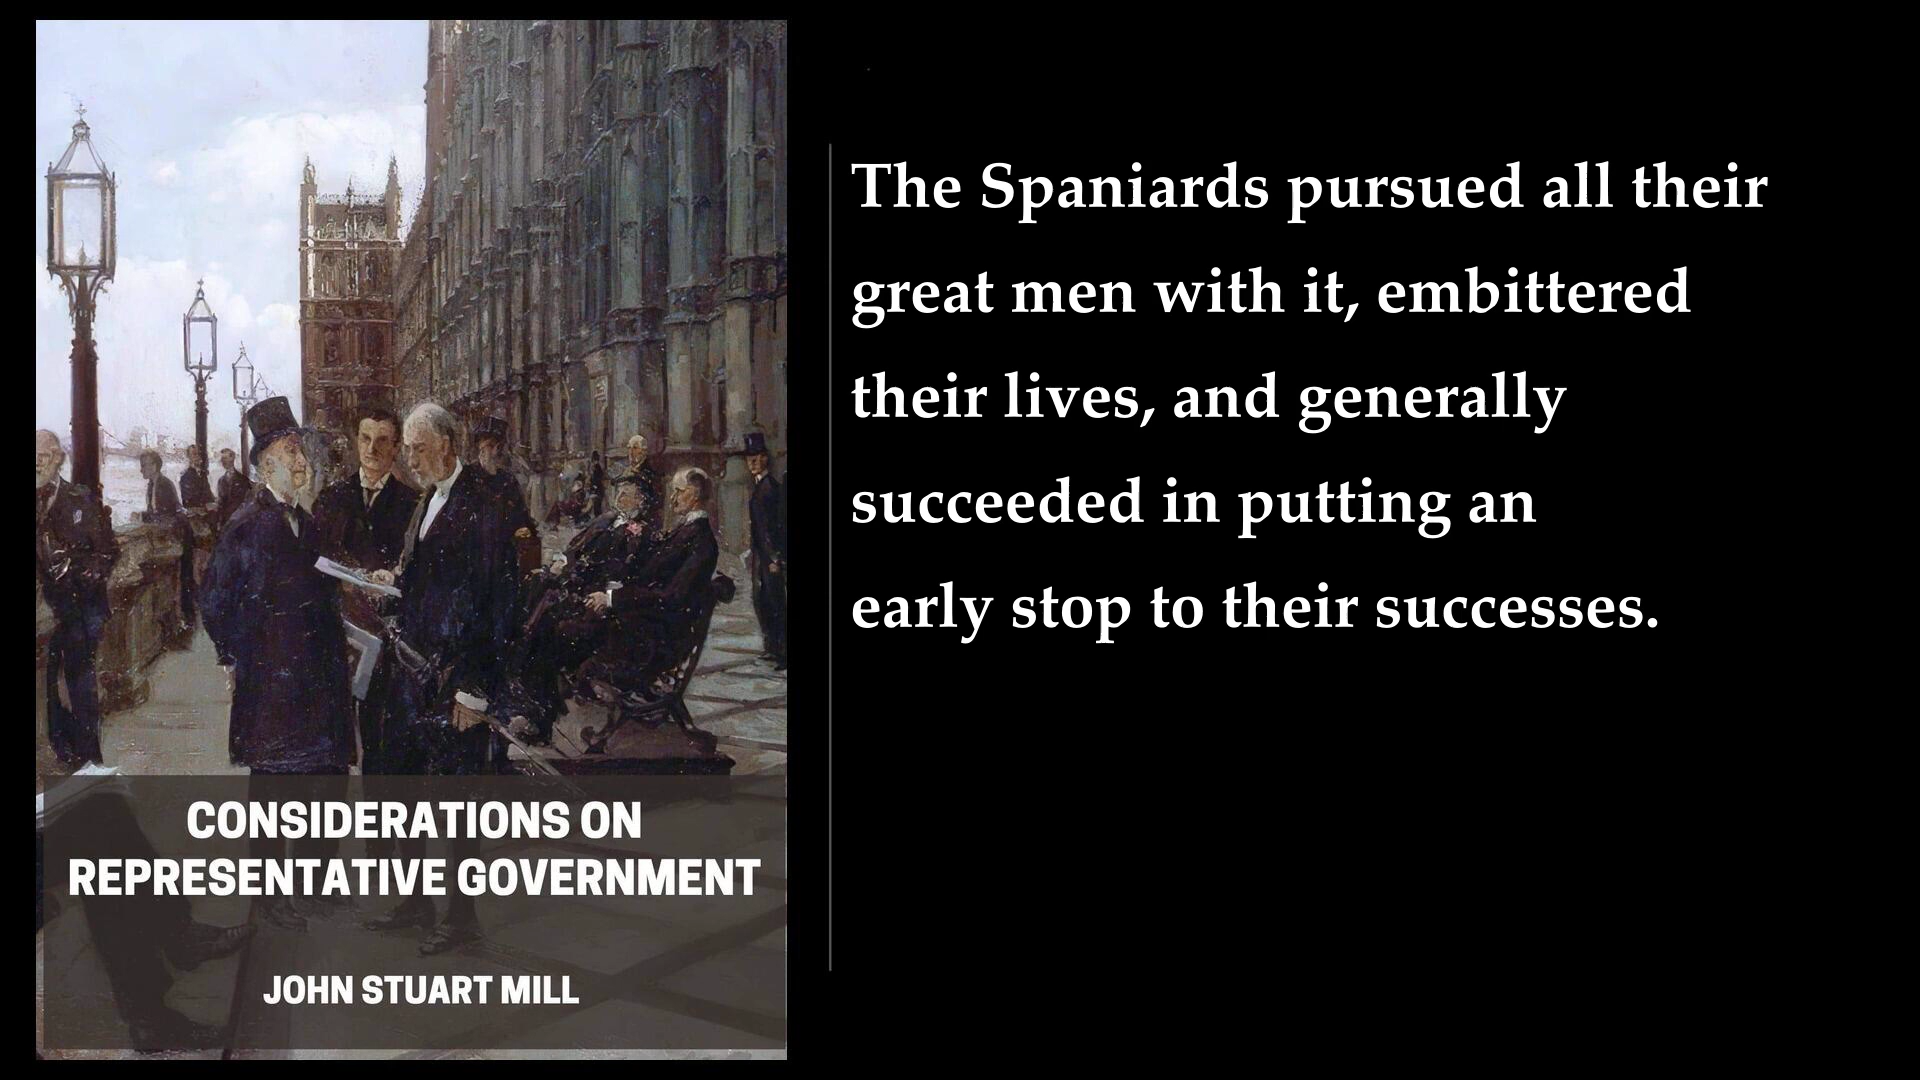 The Spaniards pursued all their
great men with it, embittered
their lives, and generally
succeeded in putting an
early stop to their successes.
CONSIDERATIONS ON
REPRESENTATIVE GOVERNMENT
JOHN STUART MILL